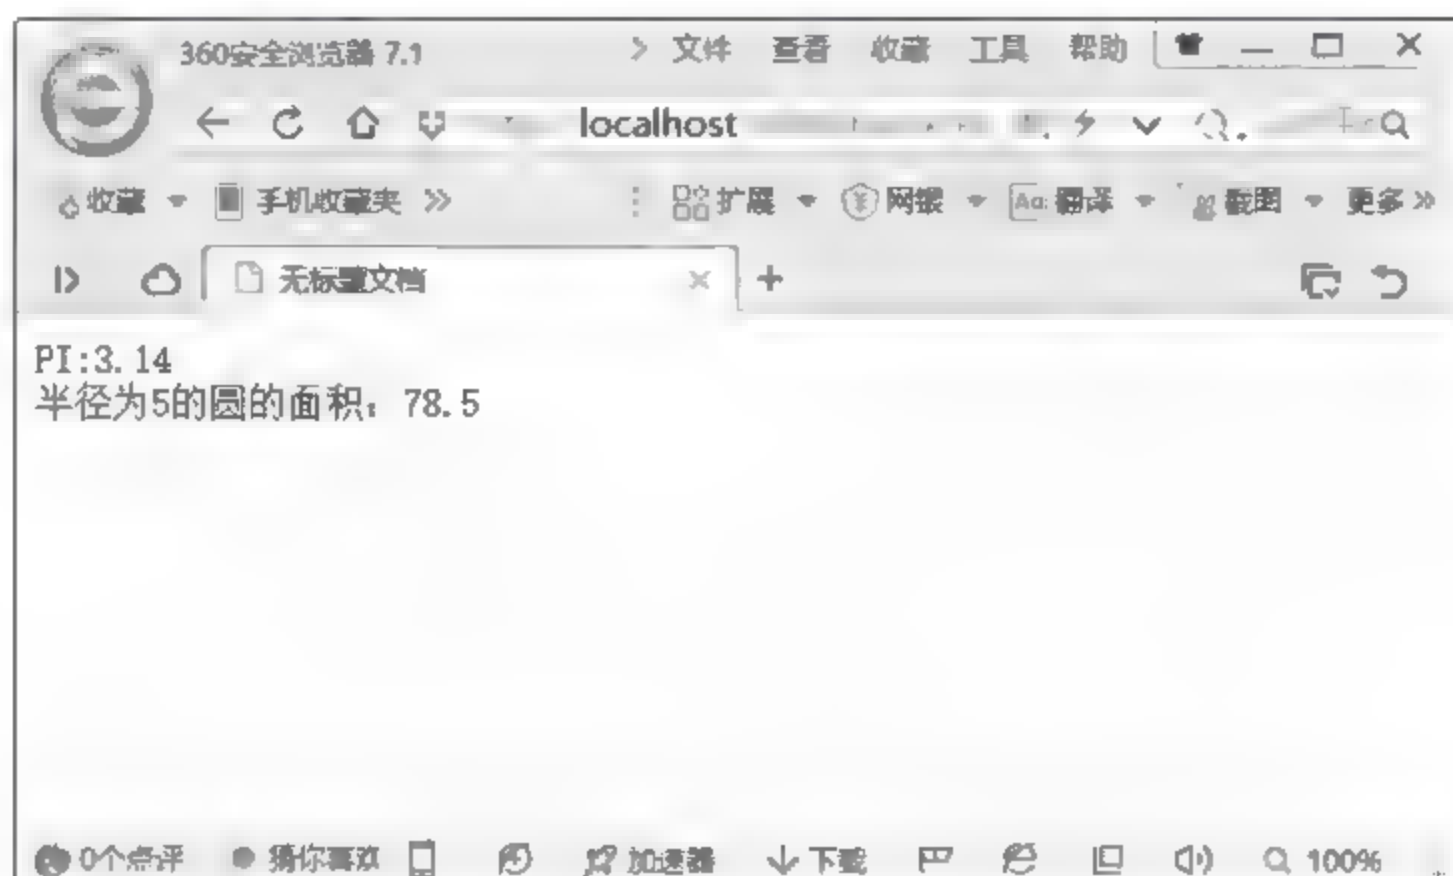 360安全浏览器 7.1 文件 查看 收藏 工具 帮助
localhost
收藏 手机收藏夹 扩展 网银 Aa 翻译 截图 更多
无标题文档
PI:3.14
半径为5的圆的面积：78.5
0个点评 猜你喜欢 加速器 下载 100%